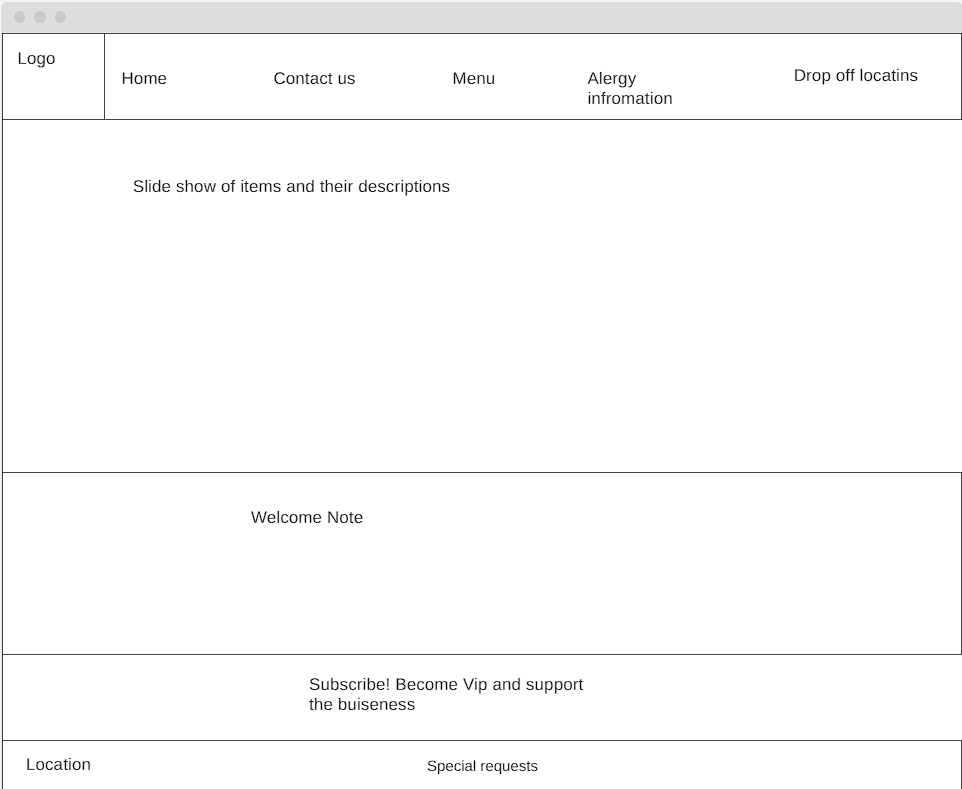 Logo
Home
Contact us
Menu
Alergy
infromation
Drop off locatins
Slide show of items and their descriptions
Welcome Note
Subscribe! Become Vip and support
the buiseness
Location
Special requests